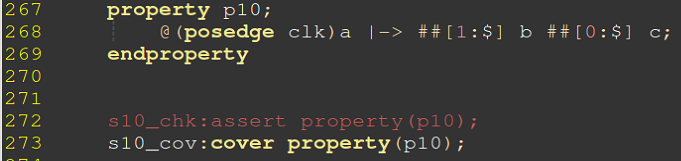 267 property p10;
268 @(posedge clk)a |-> ##[1:$] b ##[0:$] c;
269 endproperty
270
271
272 s10_chk:assert property(p10);
273 s10_cov:cover property(p10);